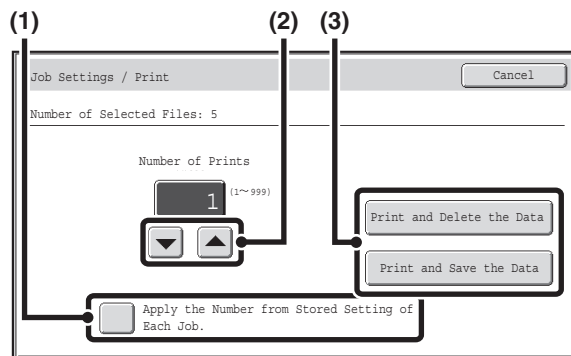 (1) (2) (3)
Job Settings / Print Cancel
Number of Selected Files: 5
Number of Prints
1 (1~999)
Print and Delete the Data
Print and Save the Data
Apply the Number from Stored Setting of
Each Job.